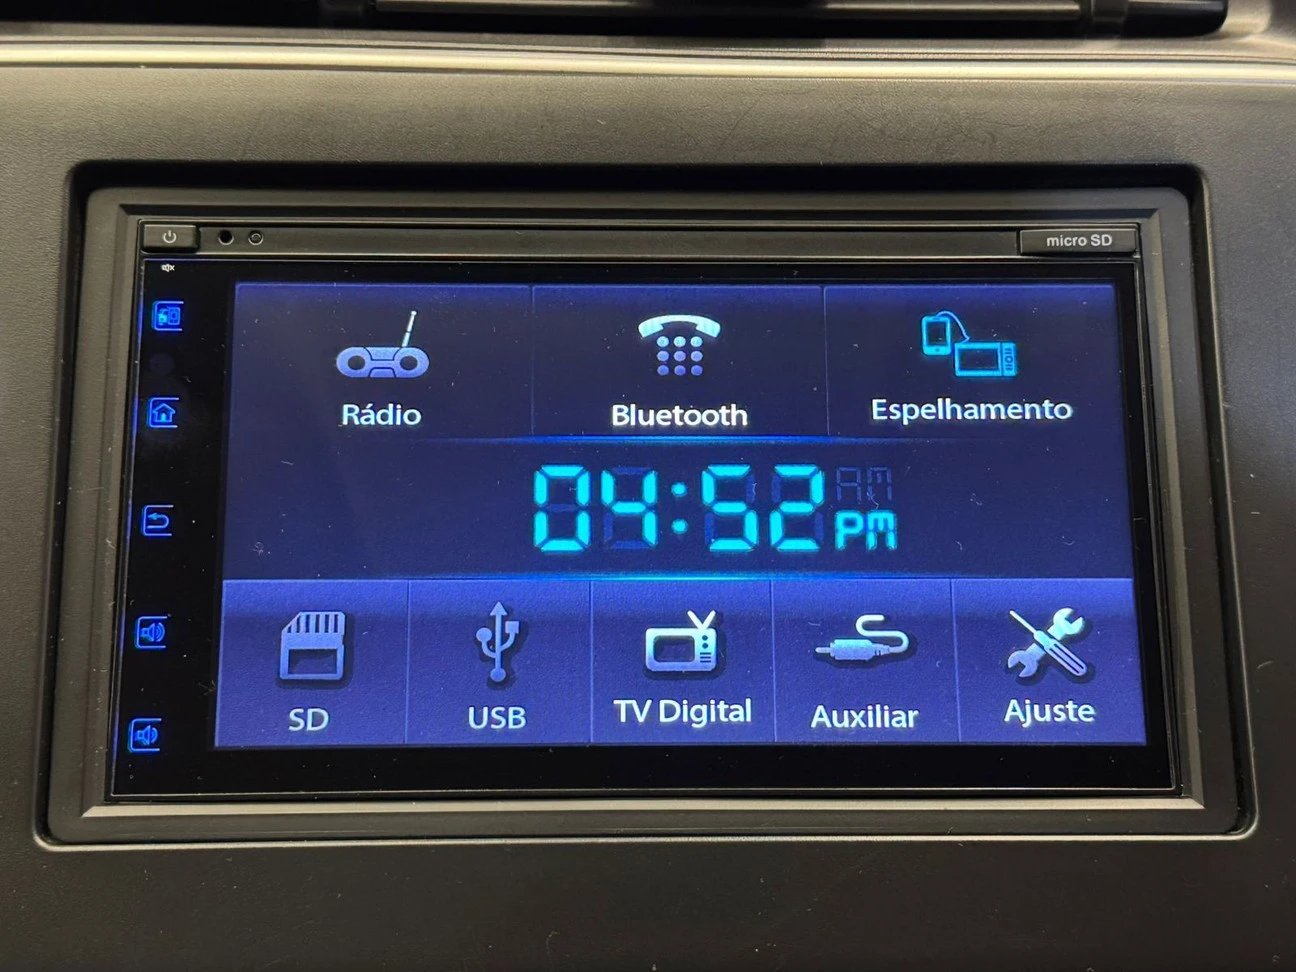 micro SD
Rádio
Bluetooth
Espelhamento
04:52
AM
PM
SD
USB
TV Digital
Auxiliar
Ajuste